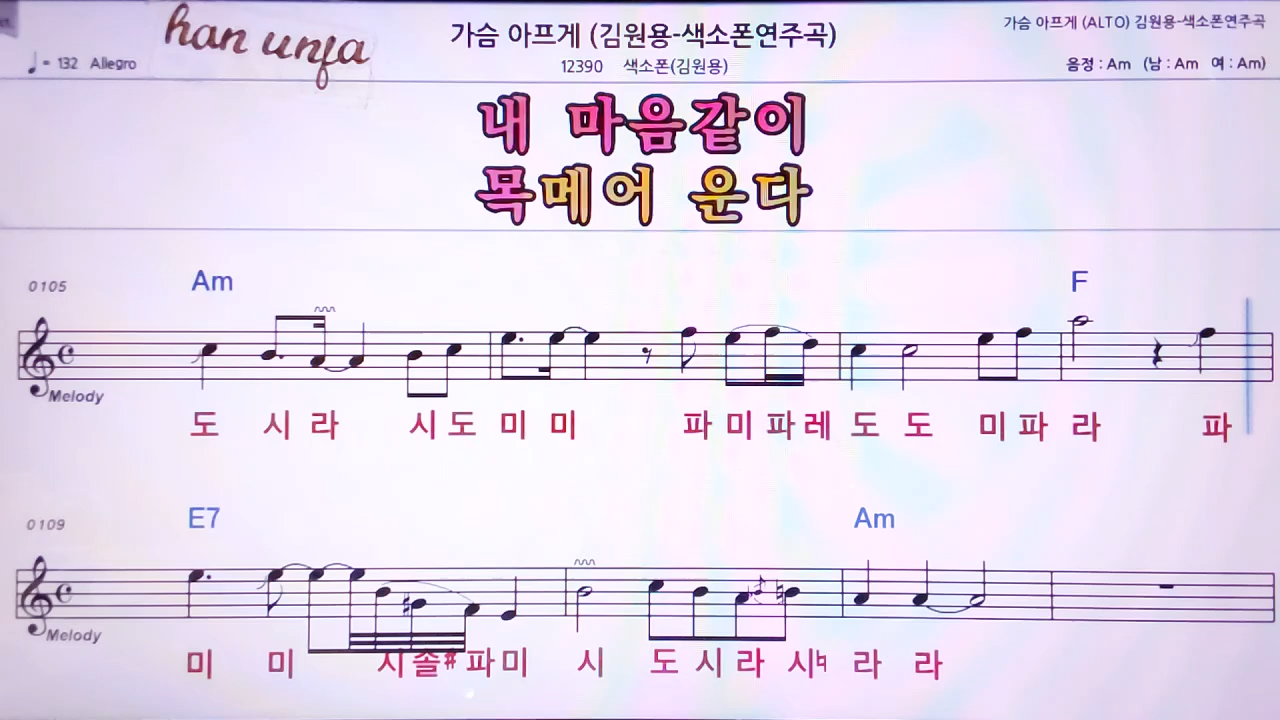 han unja
가슴 아프게 (김원용-색소폰연주곡)
가슴 아프게 (ALTO) 김원용-색소폰연주곡
♩ = 132 Allegro
12390 색소폰(김원용)
음정 : Am (남 : Am 여 : Am)
내 마음같이
목메어 운다
0105 Am F
Melody
도 시 라 시 도 미 미 파 미 파 레 도 도 미 파 라 파
0109 E7 Am
Melody
미 미 시 솔# 파 미 시 도 시 라 시♮ 라 라